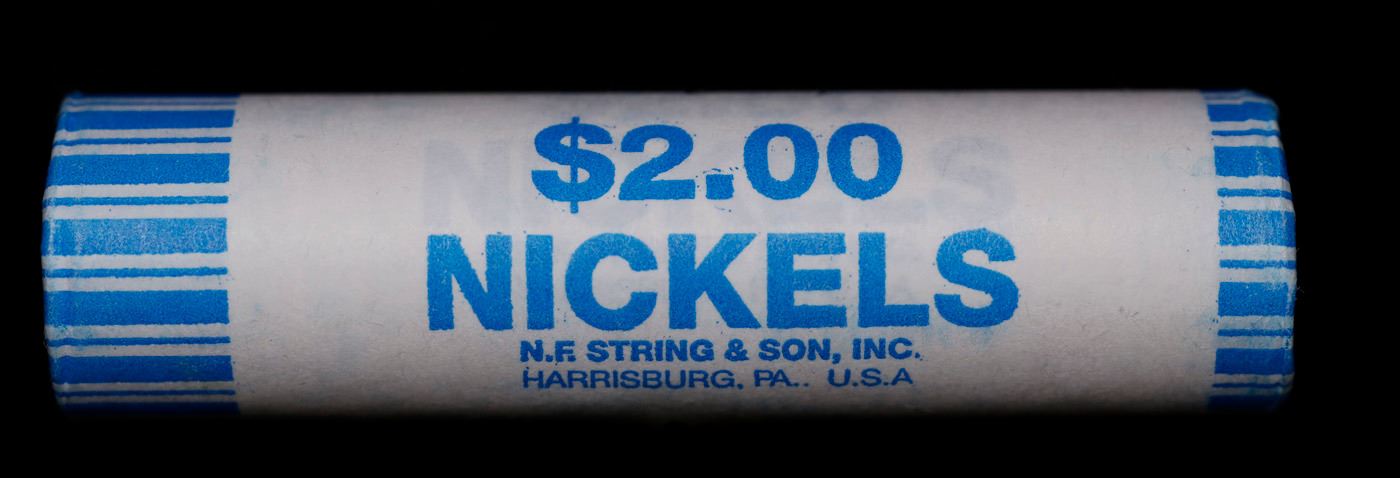 $2.00
NICKELS
N.F. STRING & SON, INC.
HARRISBURG, PA.. U.S.A